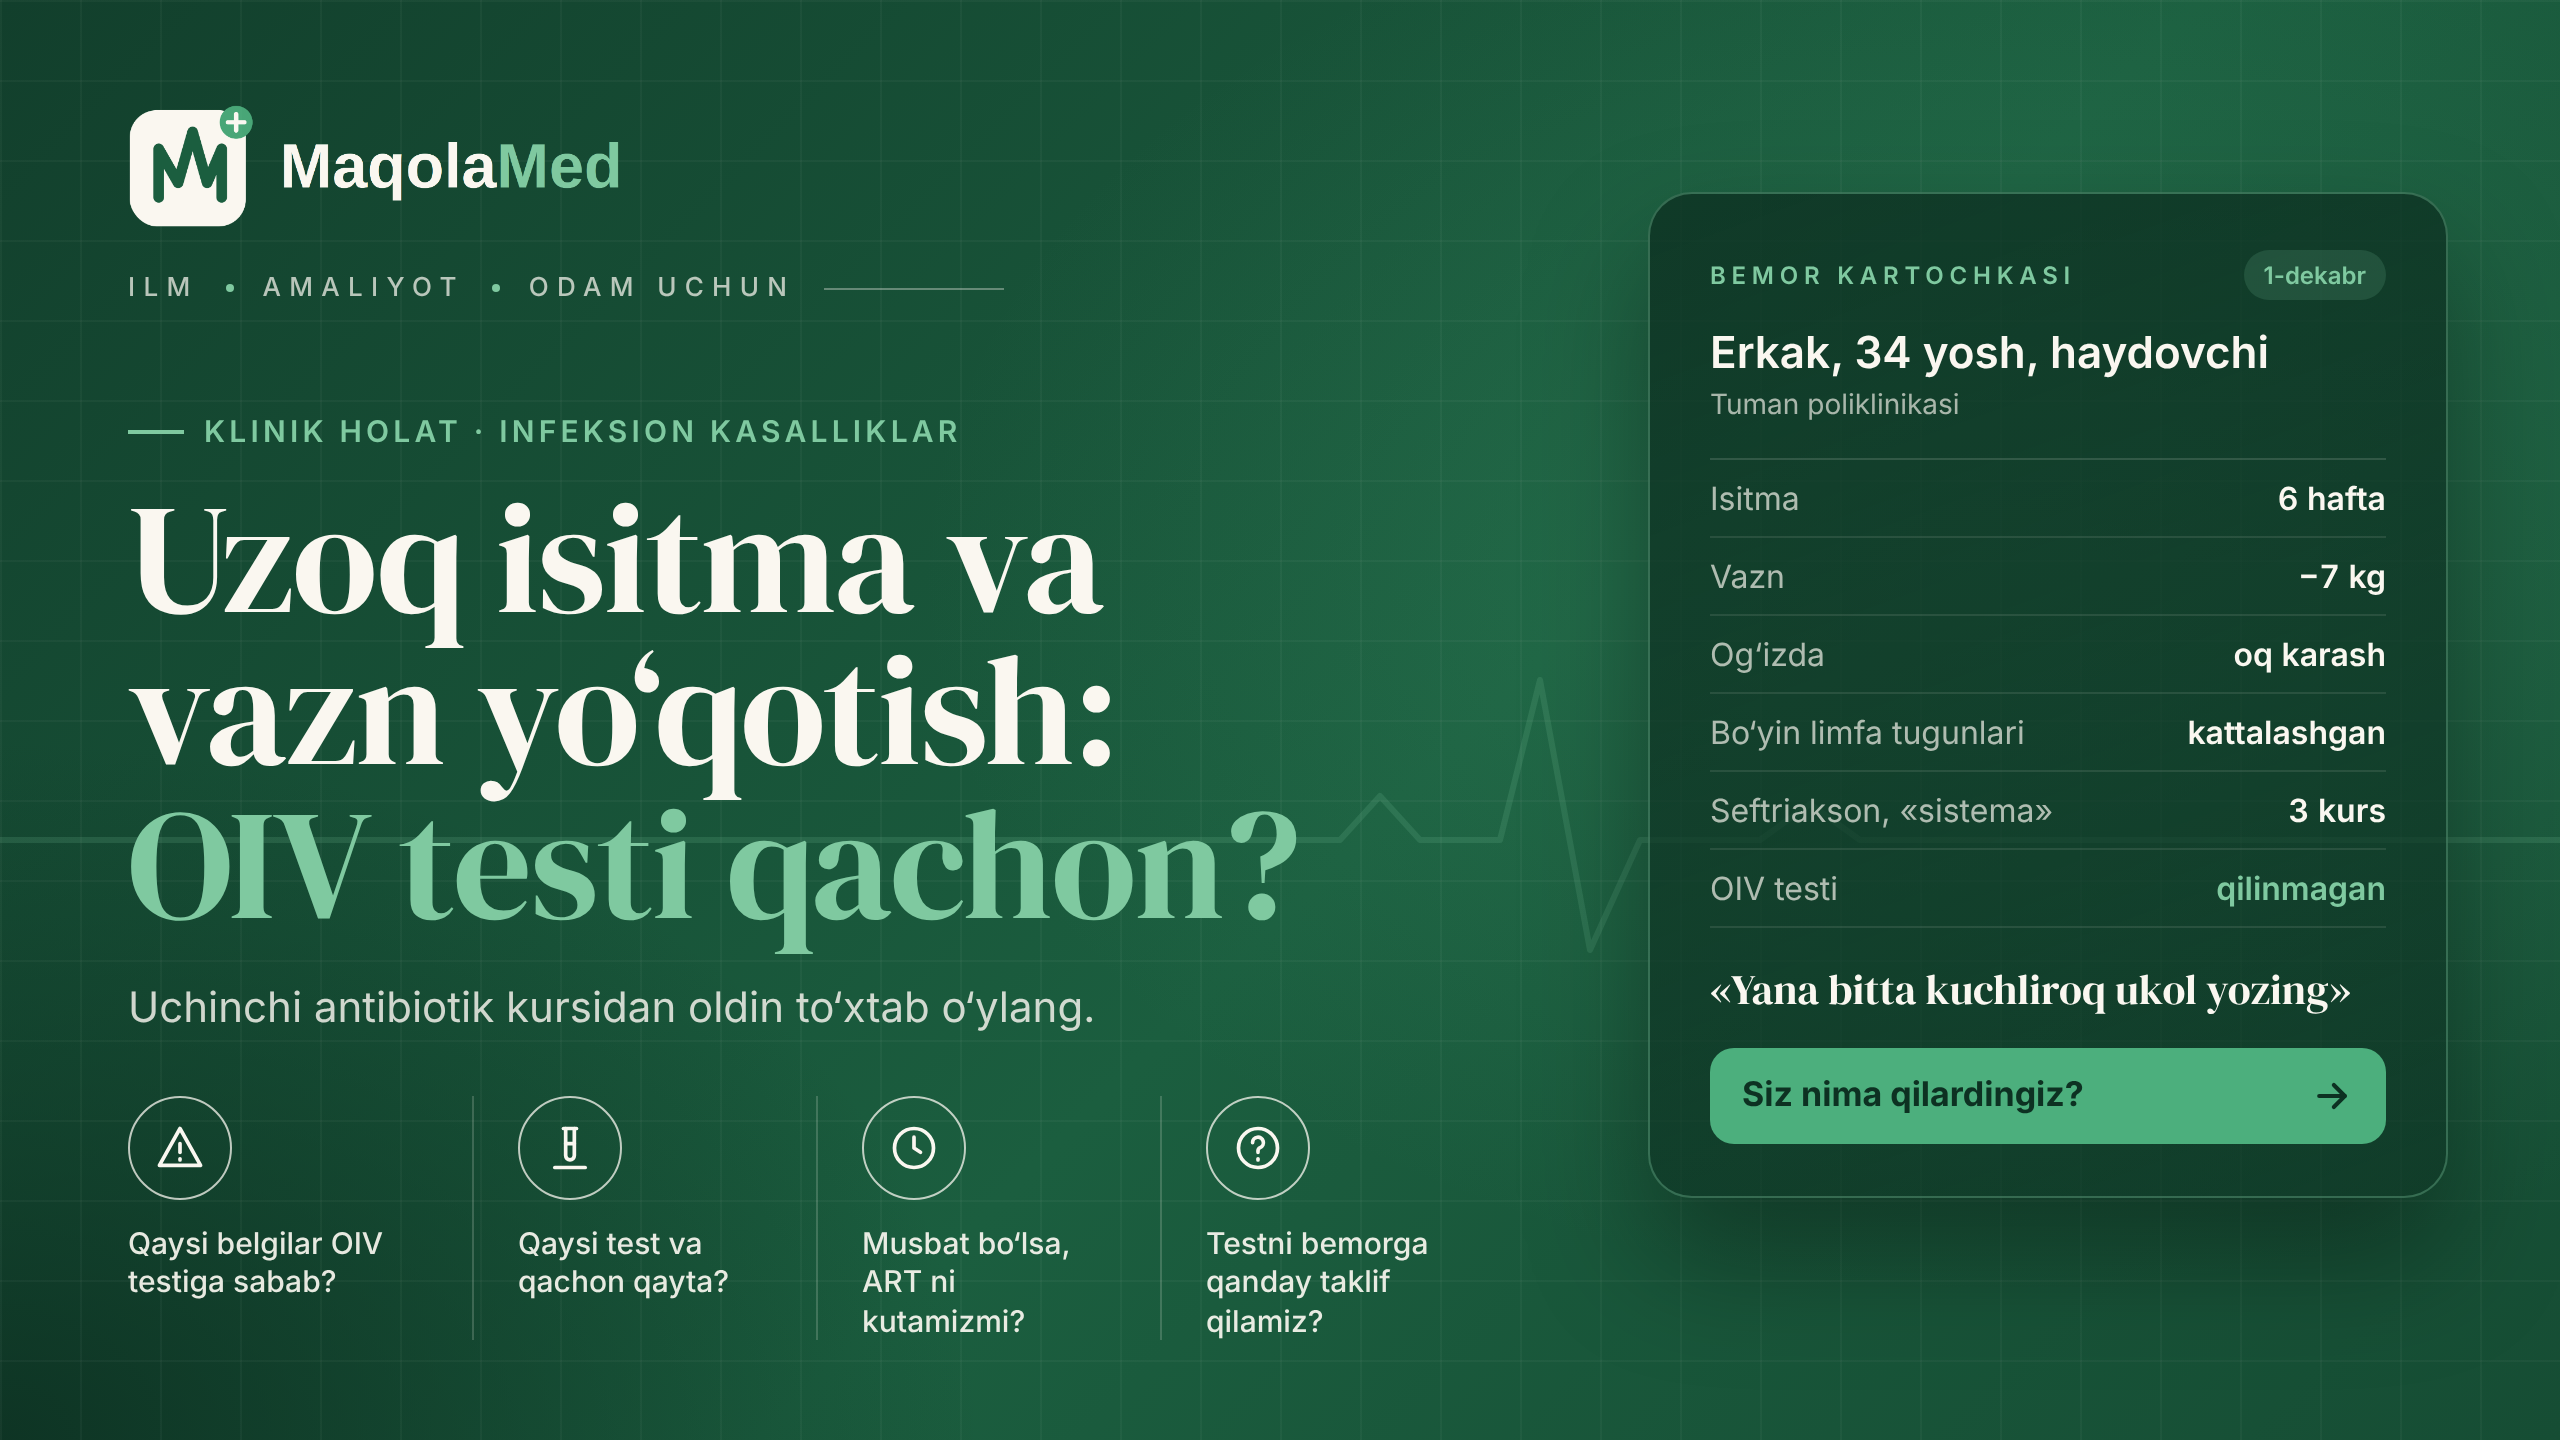 MaqolaMed
ILM • AMALIYOT • ODAM UCHUN
KLINIK HOLAT · INFEKSION KASALLIKLAR
Uzoq isitma va
vazn yo‘qotish:
OIV testi qachon?
Uchinchi antibiotik kursidan oldin to‘xtab o‘ylang.
Qaysi belgilar OIV
testiga sabab?
Qaysi test va
qachon qayta?
Musbat bo‘lsa,
ART ni
kutamizmi?
Testni bemorga
qanday taklif
qilamiz?
BEMOR KARTOCHKASI 1-dekabr
Erkak, 34 yosh, haydovchi
Tuman poliklinikasi
Isitma 6 hafta
Vazn −7 kg
Og‘izda oq karash
Bo‘yin limfa tugunlari kattalashgan
Seftriakson, «sistema» 3 kurs
OIV testi qilinmagan
«Yana bitta kuchliroq ukol yozing»
Siz nima qilardingiz? →